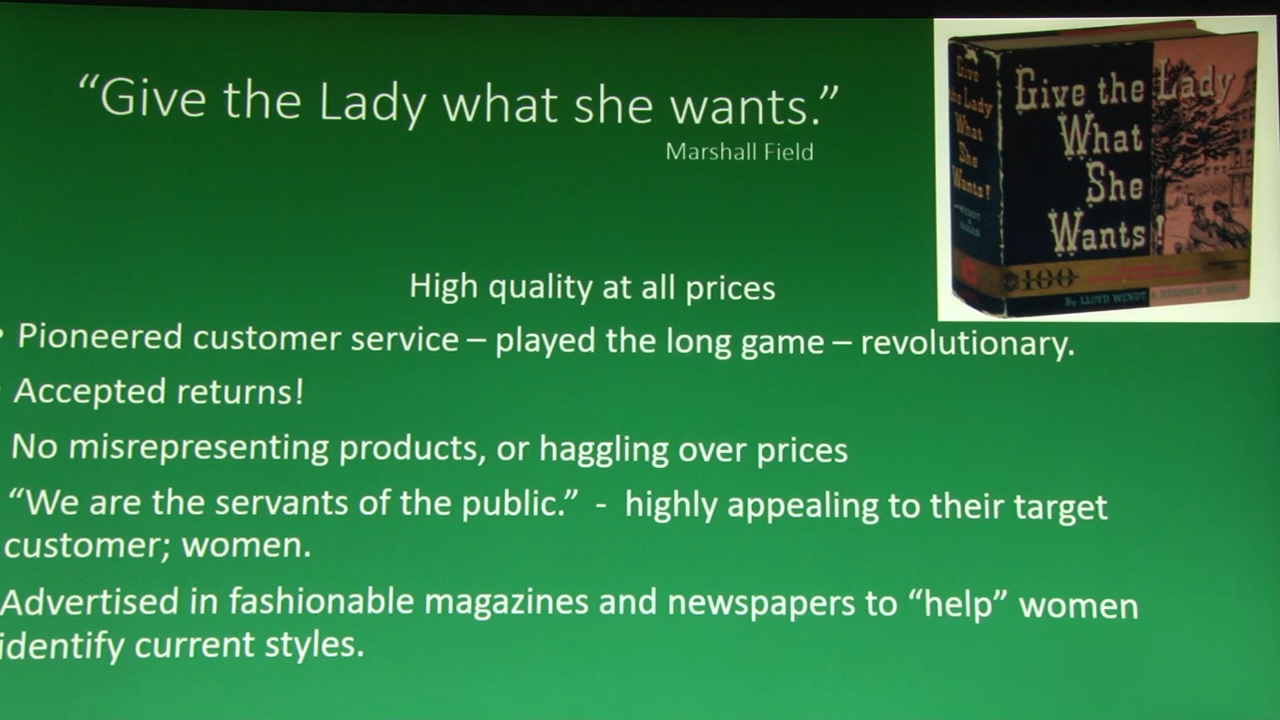 “Give the Lady what she wants.”
Marshall Field
Give the Lady
What
She
Wants!
Give
the Lady
What
She
Wants!
100
By LLOYD WENDT
High quality at all prices
• Pioneered customer service – played the long game – revolutionary.
Accepted returns!
No misrepresenting products, or haggling over prices
“We are the servants of the public.” - highly appealing to their target
customer; women.
Advertised in fashionable magazines and newspapers to “help” women
identify current styles.